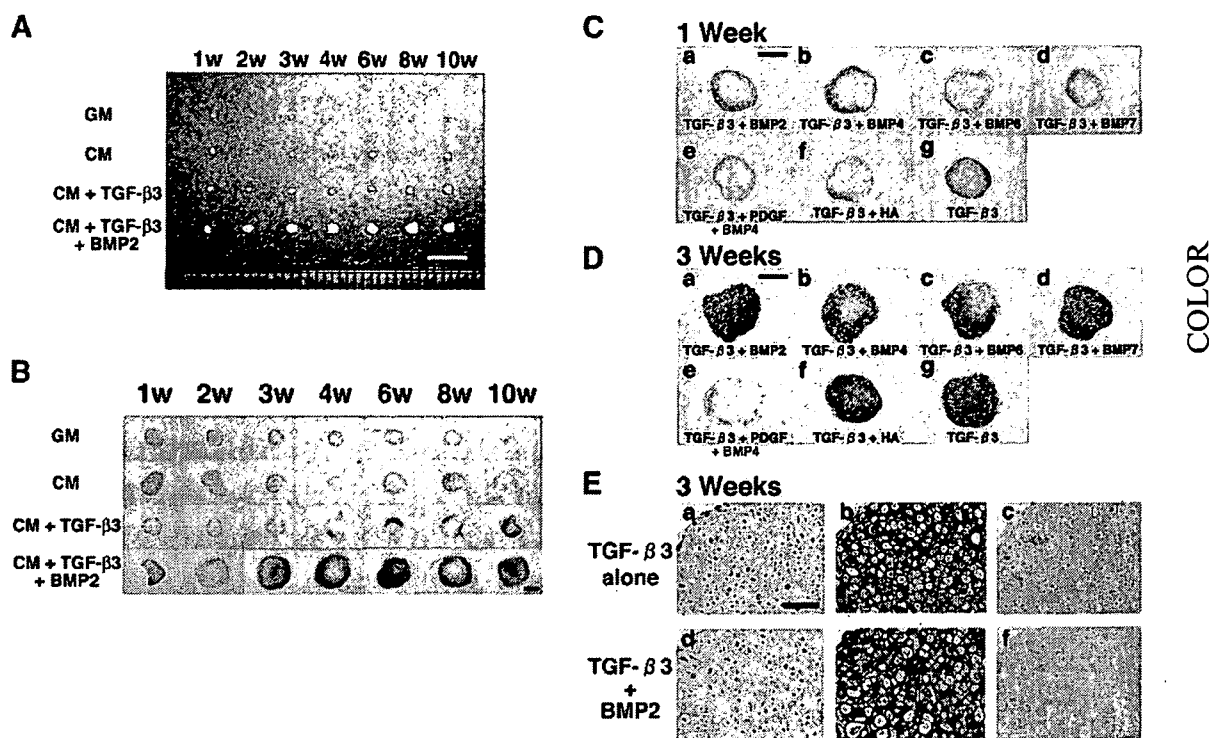 A
1w 2w 3w 4w 6w 8w 10w
GM
CM
CM + TGF-β3
CM + TGF-β3
+ BMP2
B
1w 2w 3w 4w 6w 8w 10w
GM
CM
CM + TGF-β3
CM + TGF-β3
+ BMP2
C 1 Week
a b c d
TGF-β3 + BMP2 TGF-β3 + BMP4 TGF-β3 + BMP6 TGF-β3 + BMP7
e f g
TGF-β3 + PDGF TGF-β3 + HA TGF-β3
+ BMP4
D 3 Weeks
a b c d
TGF-β3 + BMP2 TGF-β3 + BMP4 TGF-β3 + BMP6 TGF-β3 + BMP7
e f g
TGF-β3 + PDGF TGF-β3 + HA TGF-β3
+ BMP4
E 3 Weeks
a b c
TGF-β3
alone
d e f
TGF-β3
+
BMP2
COLOR